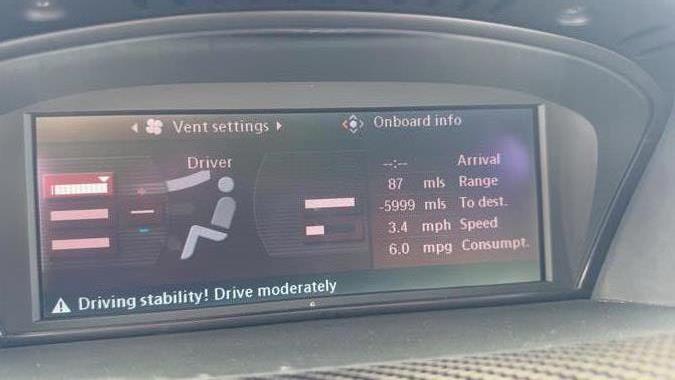 Vent settings
Onboard info
Driver
--:-- Arrival
87 mls Range
-5999 mls To dest.
3.4 mph Speed
6.0 mpg Consumpt.
Driving stability! Drive moderately